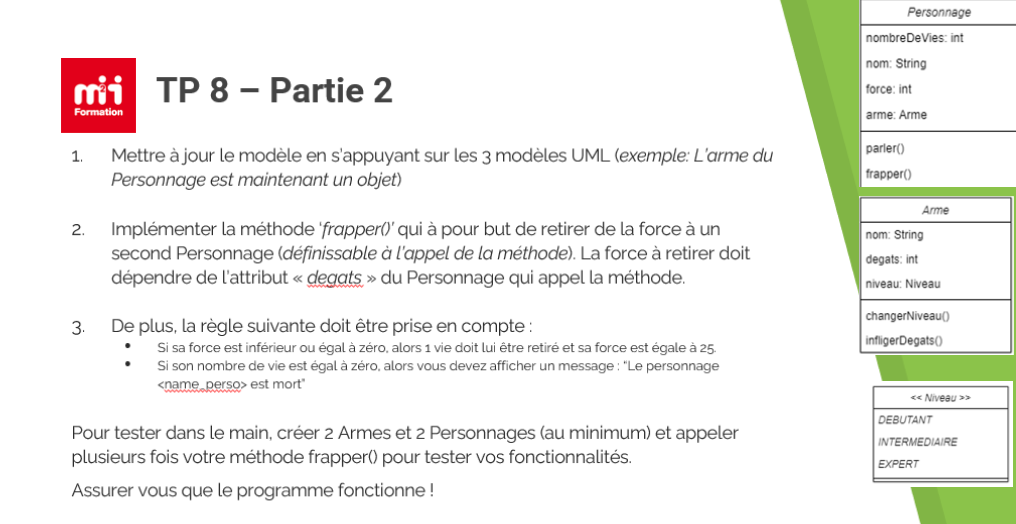 m2i
Formation
TP 8 – Partie 2
1. Mettre à jour le modèle en s’appuyant sur les 3 modèles UML (exemple: L’arme du
Personnage est maintenant un objet)
2. Implémenter la méthode ‘frapper()’ qui à pour but de retirer de la force à un
second Personnage (définissable à l’appel de la méthode). La force à retirer doit
dépendre de l’attribut « degats » du Personnage qui appel la méthode.
3. De plus, la règle suivante doit être prise en compte :
• Si sa force est inférieur ou égal à zéro, alors 1 vie doit lui être retiré et sa force est égale à 25.
• Si son nombre de vie est égal à zéro, alors vous devez afficher un message : “Le personnage
<name_perso> est mort”
Pour tester dans le main, créer 2 Armes et 2 Personnages (au minimum) et appeler
plusieurs fois votre méthode frapper() pour tester vos fonctionnalités.
Assurer vous que le programme fonctionne !
Personnage
nombreDeVies: int
nom: String
force: int
arme: Arme
parler()
frapper()
Arme
nom: String
degats: int
niveau: Niveau
changerNiveau()
infligerDegats()
<< Niveau >>
DEBUTANT
INTERMEDIAIRE
EXPERT